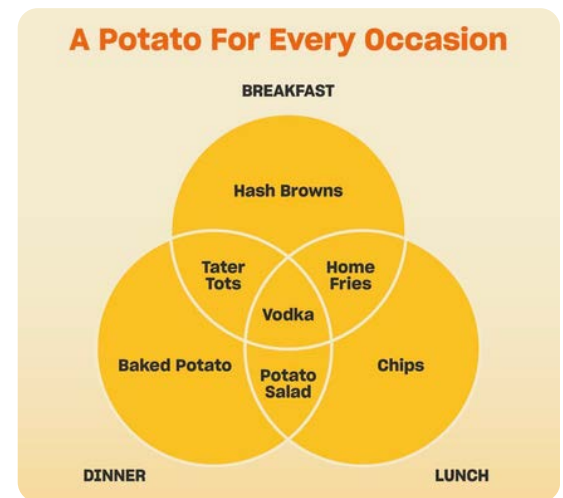 A Potato For Every Occasion
BREAKFAST
Hash Browns
Tater
Tots
Home
Fries
Vodka
Baked Potato
Potato
Salad
Chips
DINNER
LUNCH